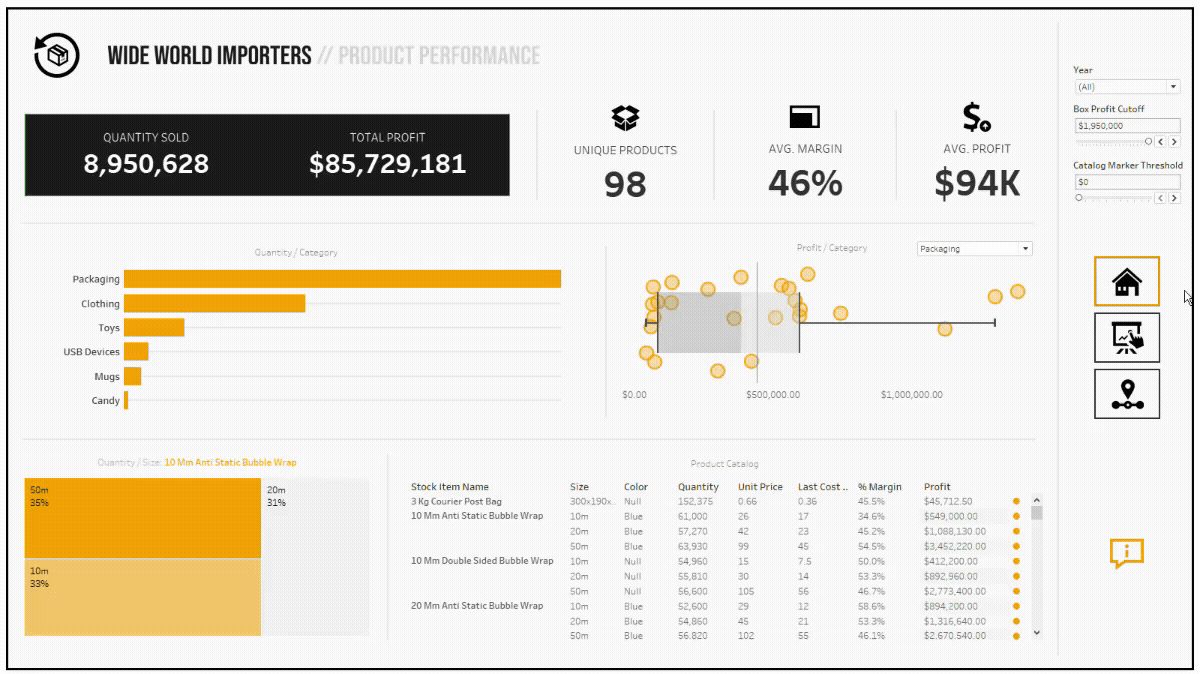 WIDE WORLD IMPORTERS // PRODUCT PERFORMANCE
QUANTITY SOLD
8,950,628
TOTAL PROFIT
$85,729,181
UNIQUE PRODUCTS
98
AVG. MARGIN
46%
AVG. PROFIT
$94K
Year
(All)
Box Profit Cutoff
$1,950,000
Catalog Marker Threshold
$0
Quantity / Category
Packaging
Clothing
Toys
USB Devices
Mugs
Candy
Profit / Category
Packaging
$0.00 $500,000.00 $1,000,000.00
Quantity / Size: 10 Mm Anti Static Bubble Wrap
50m
35%
20m
31%
10m
33%
Product Catalog
Stock Item Name Size Color Quantity Unit Price Last Cost .. % Margin Profit
3 Kg Courier Post Bag 300x190x.. Null 152,375 0.66 0.36 45.5% $45,712.50
10 Mm Anti Static Bubble Wrap 10m Blue 61,000 26 17 34.6% $549,000.00
20m Blue 57,270 42 23 45.2% $1,088,130.00
50m Blue 63,930 99 45 54.5% $3,452,220.00
10 Mm Double Sided Bubble Wrap 10m Null 54,960 15 7.5 50.0% $412,200.00
20m Null 55,810 30 14 53.3% $892,960.00
50m Null 56,600 105 56 46.7% $2,773,400.00
20 Mm Anti Static Bubble Wrap 10m Blue 52,600 29 12 58.6% $894,200.00
20m Blue 54,860 45 21 53.3% $1,316,640.00
50m Blue 56,820 102 55 46.1% $2,670,540.00